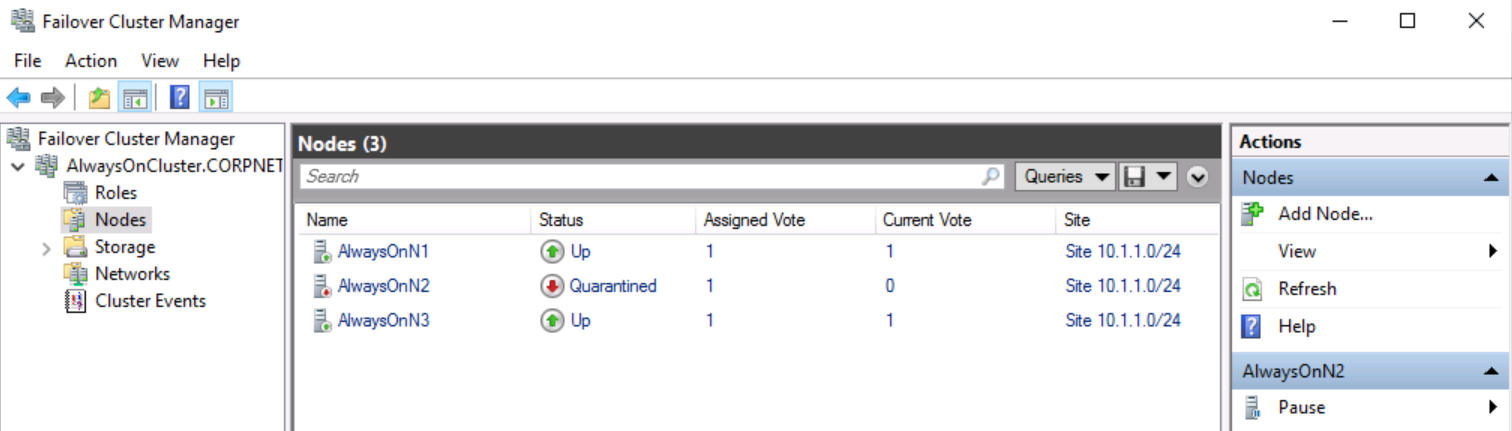 Failover Cluster Manager
File Action View Help
Failover Cluster Manager
AlwaysOnCluster.CORPNET
Roles
Nodes
Storage
Networks
Cluster Events
Nodes (3)
Search Queries
Name Status Assigned Vote Current Vote Site
AlwaysOnN1 Up 1 1 Site 10.1.1.0/24
AlwaysOnN2 Quarantined 1 0 Site 10.1.1.0/24
AlwaysOnN3 Up 1 1 Site 10.1.1.0/24
Actions
Nodes
Add Node...
View
Refresh
Help
AlwaysOnN2
Pause